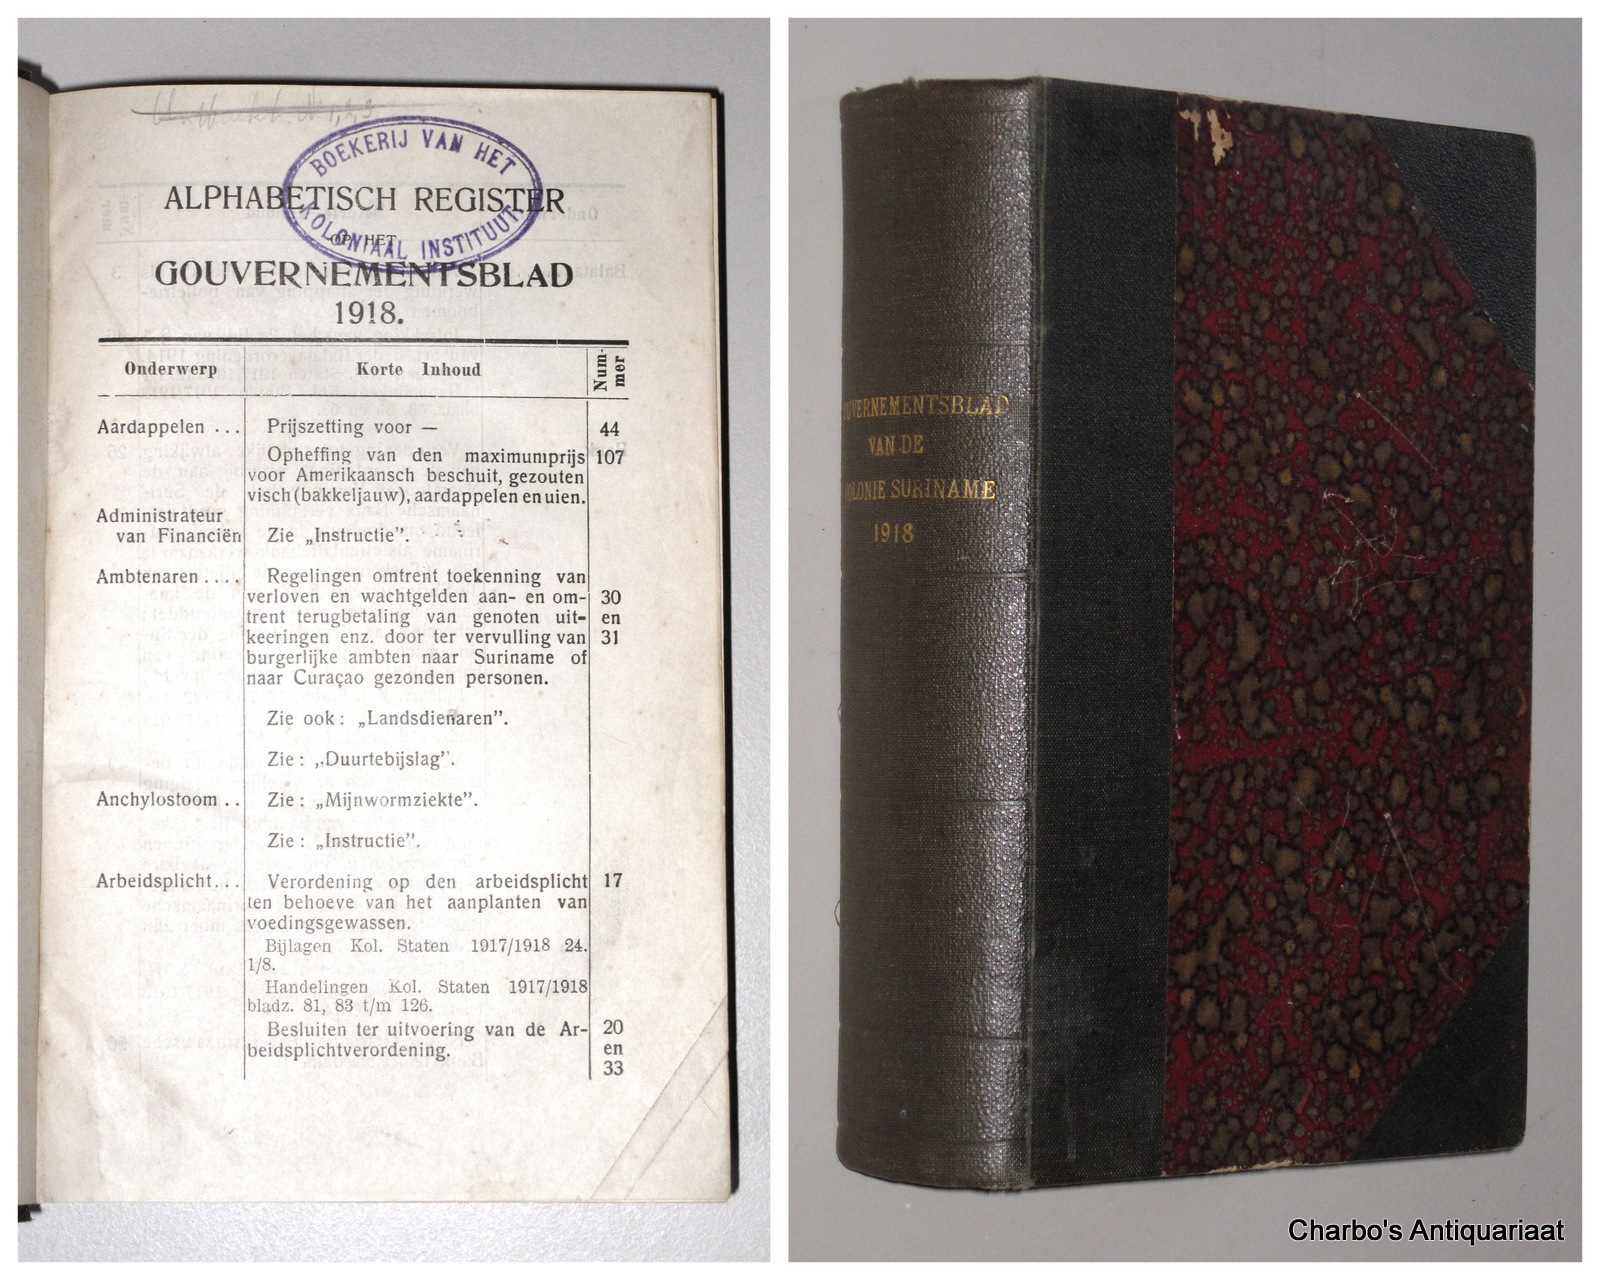 BOEKERIJ VAN HET
KOLONIAAL INSTITUUT
ALPHABETISCH REGISTER
OP HET
GOUVERNEMENTSBLAD
1918.
Onderwerp Korte Inhoud Num-
mer
Aardappelen ... Prijszetting voor — 44
Opheffing van den maximumprijs 107
voor Amerikaansch beschuit, gezouten
visch (bakkeljauw), aardappelen en uien.
Administrateur
van Financiën Zie „Instructie”.
Ambtenaren .... Regelingen omtrent toekenning van
verloven en wachtgelden aan- en om- 30
trent terugbetaling van genoten uit- en
keeringen enz. door ter vervulling van 31
burgerlijke ambten naar Suriname of
naar Curaçao gezonden personen.
Zie ook: „Landsdienaren”.
Zie: „Duurtebijslag”.
Anchylostoom .. Zie: „Mijnwormziekte”.
Zie: „Instructie”.
Arbeidsplicht... Verordening op den arbeidsplicht 17
ten behoeve van het aanplanten van
voedingsgewassen.
Bijlagen Kol. Staten 1917/1918 24.
1/8.
Handelingen Kol. Staten 1917/1918
bladz. 81, 83 t/m 126.
Besluiten ter uitvoering van de Ar- 20
beidsplichtverordening. en
33
GOUVERNEMENTSBLAD
VAN DE
KOLONIE SURINAME
1918
Charbo's Antiquariaat